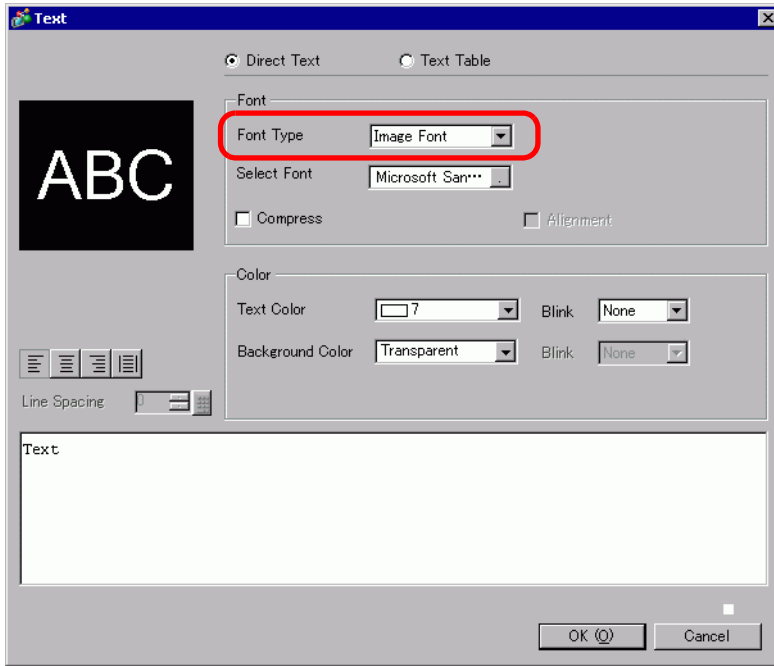 Text
Direct Text Text Table
Font
Font Type Image Font
ABC
Select Font Microsoft San···
Compress Alignment
Color
Text Color 7 Blink None
Background Color Transparent Blink None
Line Spacing 0
Text
OK (O) Cancel